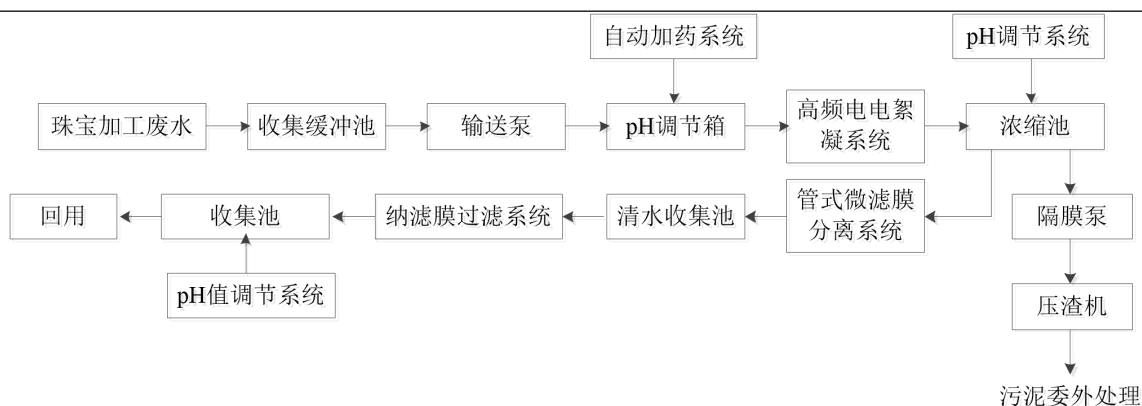 自动加药系统
pH调节系统
珠宝加工废水
收集缓冲池
输送泵
pH调节箱
高频电电絮
凝系统
浓缩池
回用
收集池
纳滤膜过滤系统
清水收集池
管式微滤膜
分离系统
隔膜泵
pH值调节系统
压渣机
污泥委外处理